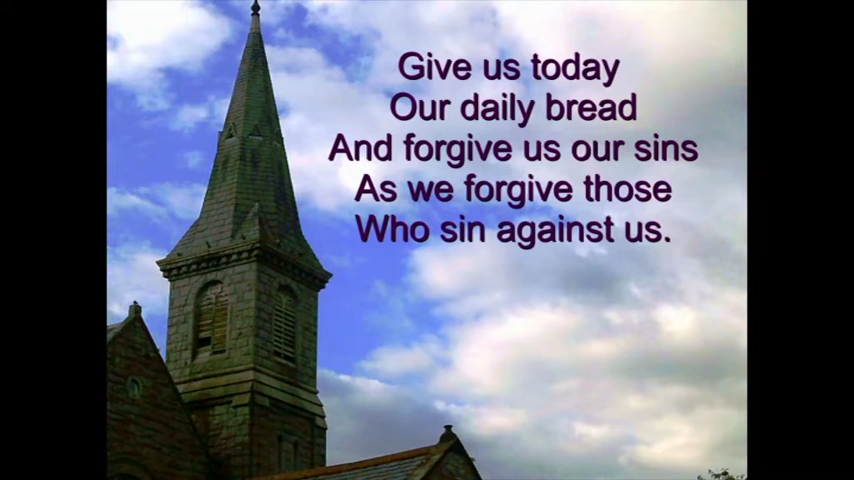 Give us today
Our daily bread
And forgive us our sins
As we forgive those
Who sin against us.